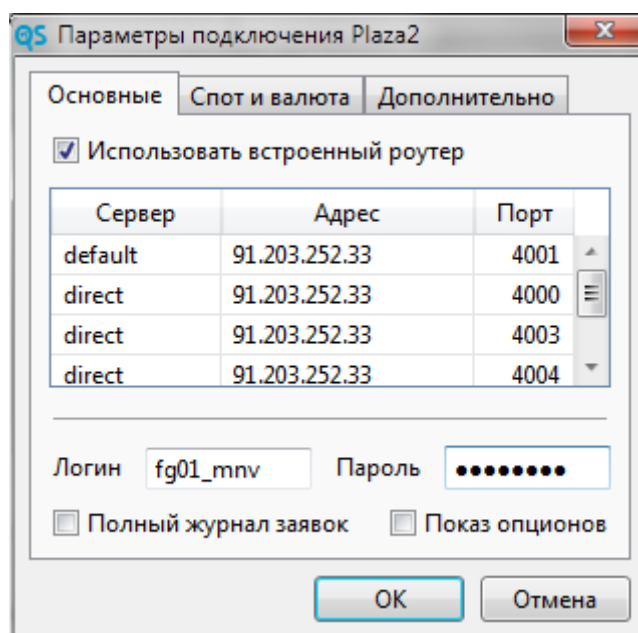 QS Параметры подключения Plaza2
Основные Спот и валюта Дополнительно
Использовать встроенный роутер
Сервер Адрес Порт
default 91.203.252.33 4001
direct 91.203.252.33 4000
direct 91.203.252.33 4003
direct 91.203.252.33 4004
Логин fg01_mnv Пароль ●●●●●●●●
Полный журнал заявок Показ опционов
OK Отмена